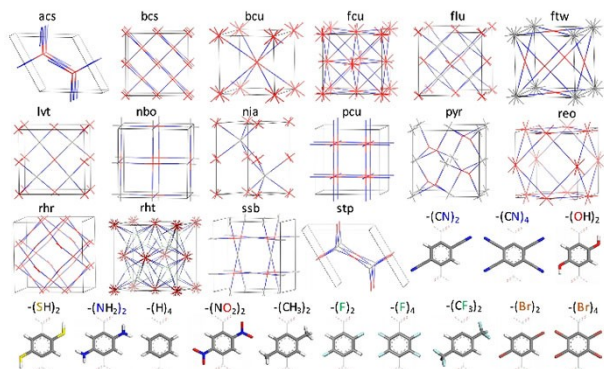 acs bcs bcu fcu flu ftw
lvt nbo nia pcu pyr reo
rhr rht ssb stp -(CN)₂ -(CN)₄ -(OH)₂
-(SH)₂ -(NH₂)₂ -(H)₄ -(NO₂)₂ -(CH₃)₂ -(F)₂ -(F)₄ -(CF₃)₂ -(Br)₂ -(Br)₄